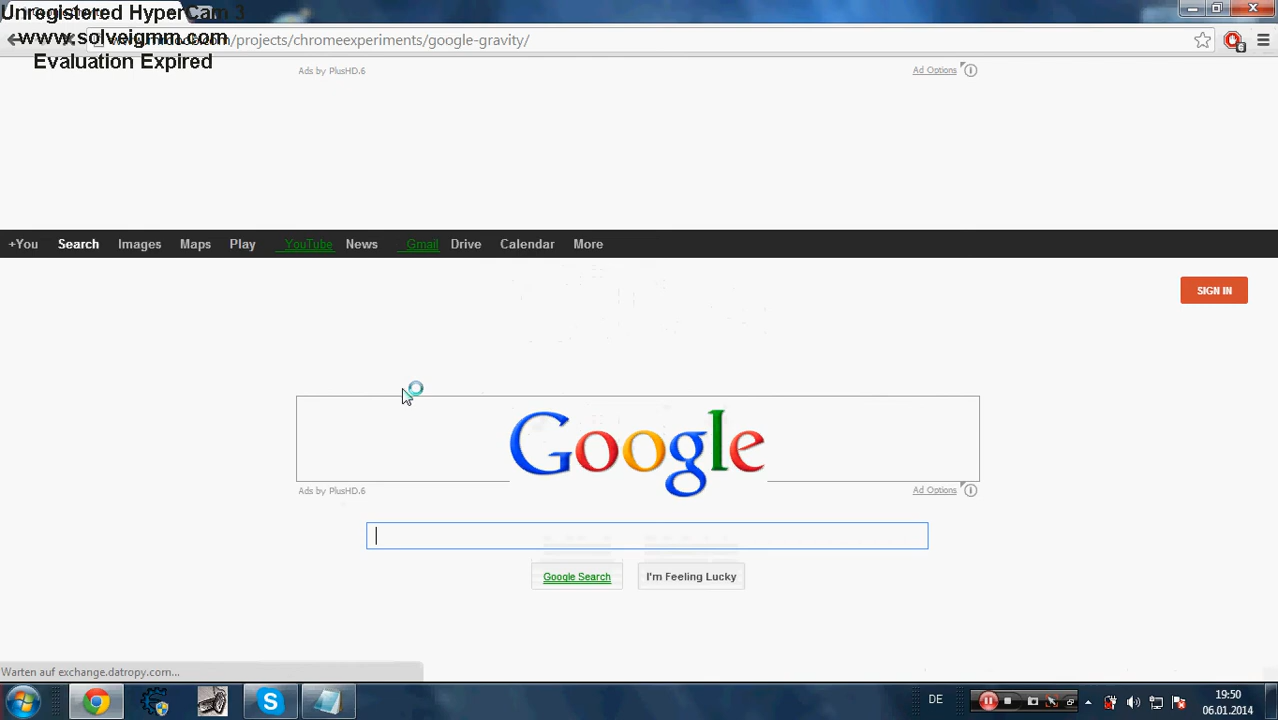 Unregistered HyperCam 3
www.solveigmm.com
Evaluation Expired
/projects/chromeexperiments/google-gravity/
6
Ads by PlusHD.6
Ad Options
+You Search Images Maps Play YouTube News Gmail Drive Calendar More
SIGN IN
Google
Ads by PlusHD.6
Ad Options
Google Search
I'm Feeling Lucky
Warten auf exchange.datropy.com...
DE
19:50
06.01.2014